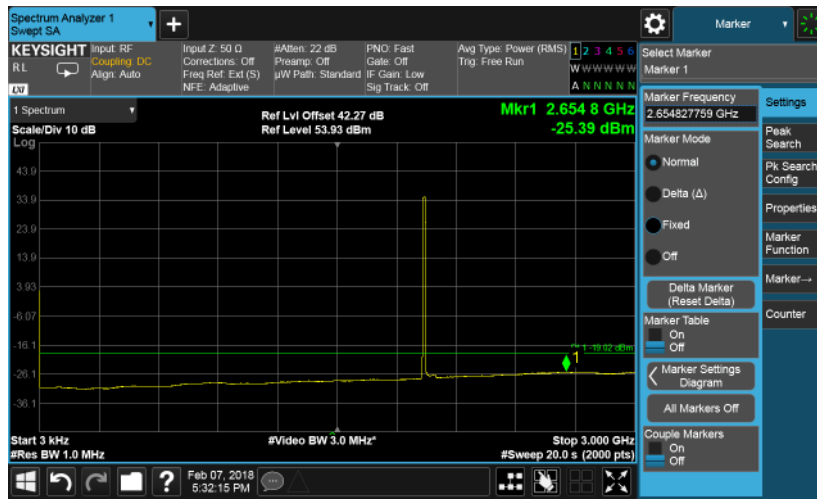 Spectrum Analyzer 1
Swept SA
Marker
KEYSIGHT
RL
LXI
Input: RF
Coupling: DC
Align: Auto
Input Z: 50 Ω
Corrections: Off
Freq Ref: Ext (S)
NFE: Adaptive
#Atten: 22 dB
Preamp: Off
µW Path: Standard
PNO: Fast
Gate: Off
IF Gain: Low
Sig Track: Off
Avg Type: Power (RMS)
Trig: Free Run
1 2 3 4 5 6
W W W W W W
A N N N N N
Select Marker
Marker 1
1 Spectrum
Scale/Div 10 dB
Log
Ref Lvl Offset 42.27 dB
Ref Level 53.93 dBm
Mkr1 2.654 8 GHz
-25.39 dBm
43.9
33.9
23.9
13.9
3.93
-6.07
-16.1
-26.1
-36.1
1 -19.02 dBm
1
Start 3 kHz
#Res BW 1.0 MHz
#Video BW 3.0 MHz*
Stop 3.000 GHz
#Sweep 20.0 s (2000 pts)
Marker Frequency
2.654827759 GHz
Marker Mode
Normal
Delta (Δ)
Fixed
Off
Delta Marker
(Reset Delta)
Marker Table
On
Off
Marker Settings
Diagram
All Markers Off
Couple Markers
On
Off
Settings
Peak
Search
Pk Search
Config
Properties
Marker
Function
Marker→
Counter
?
Feb 07, 2018
5:32:15 PM